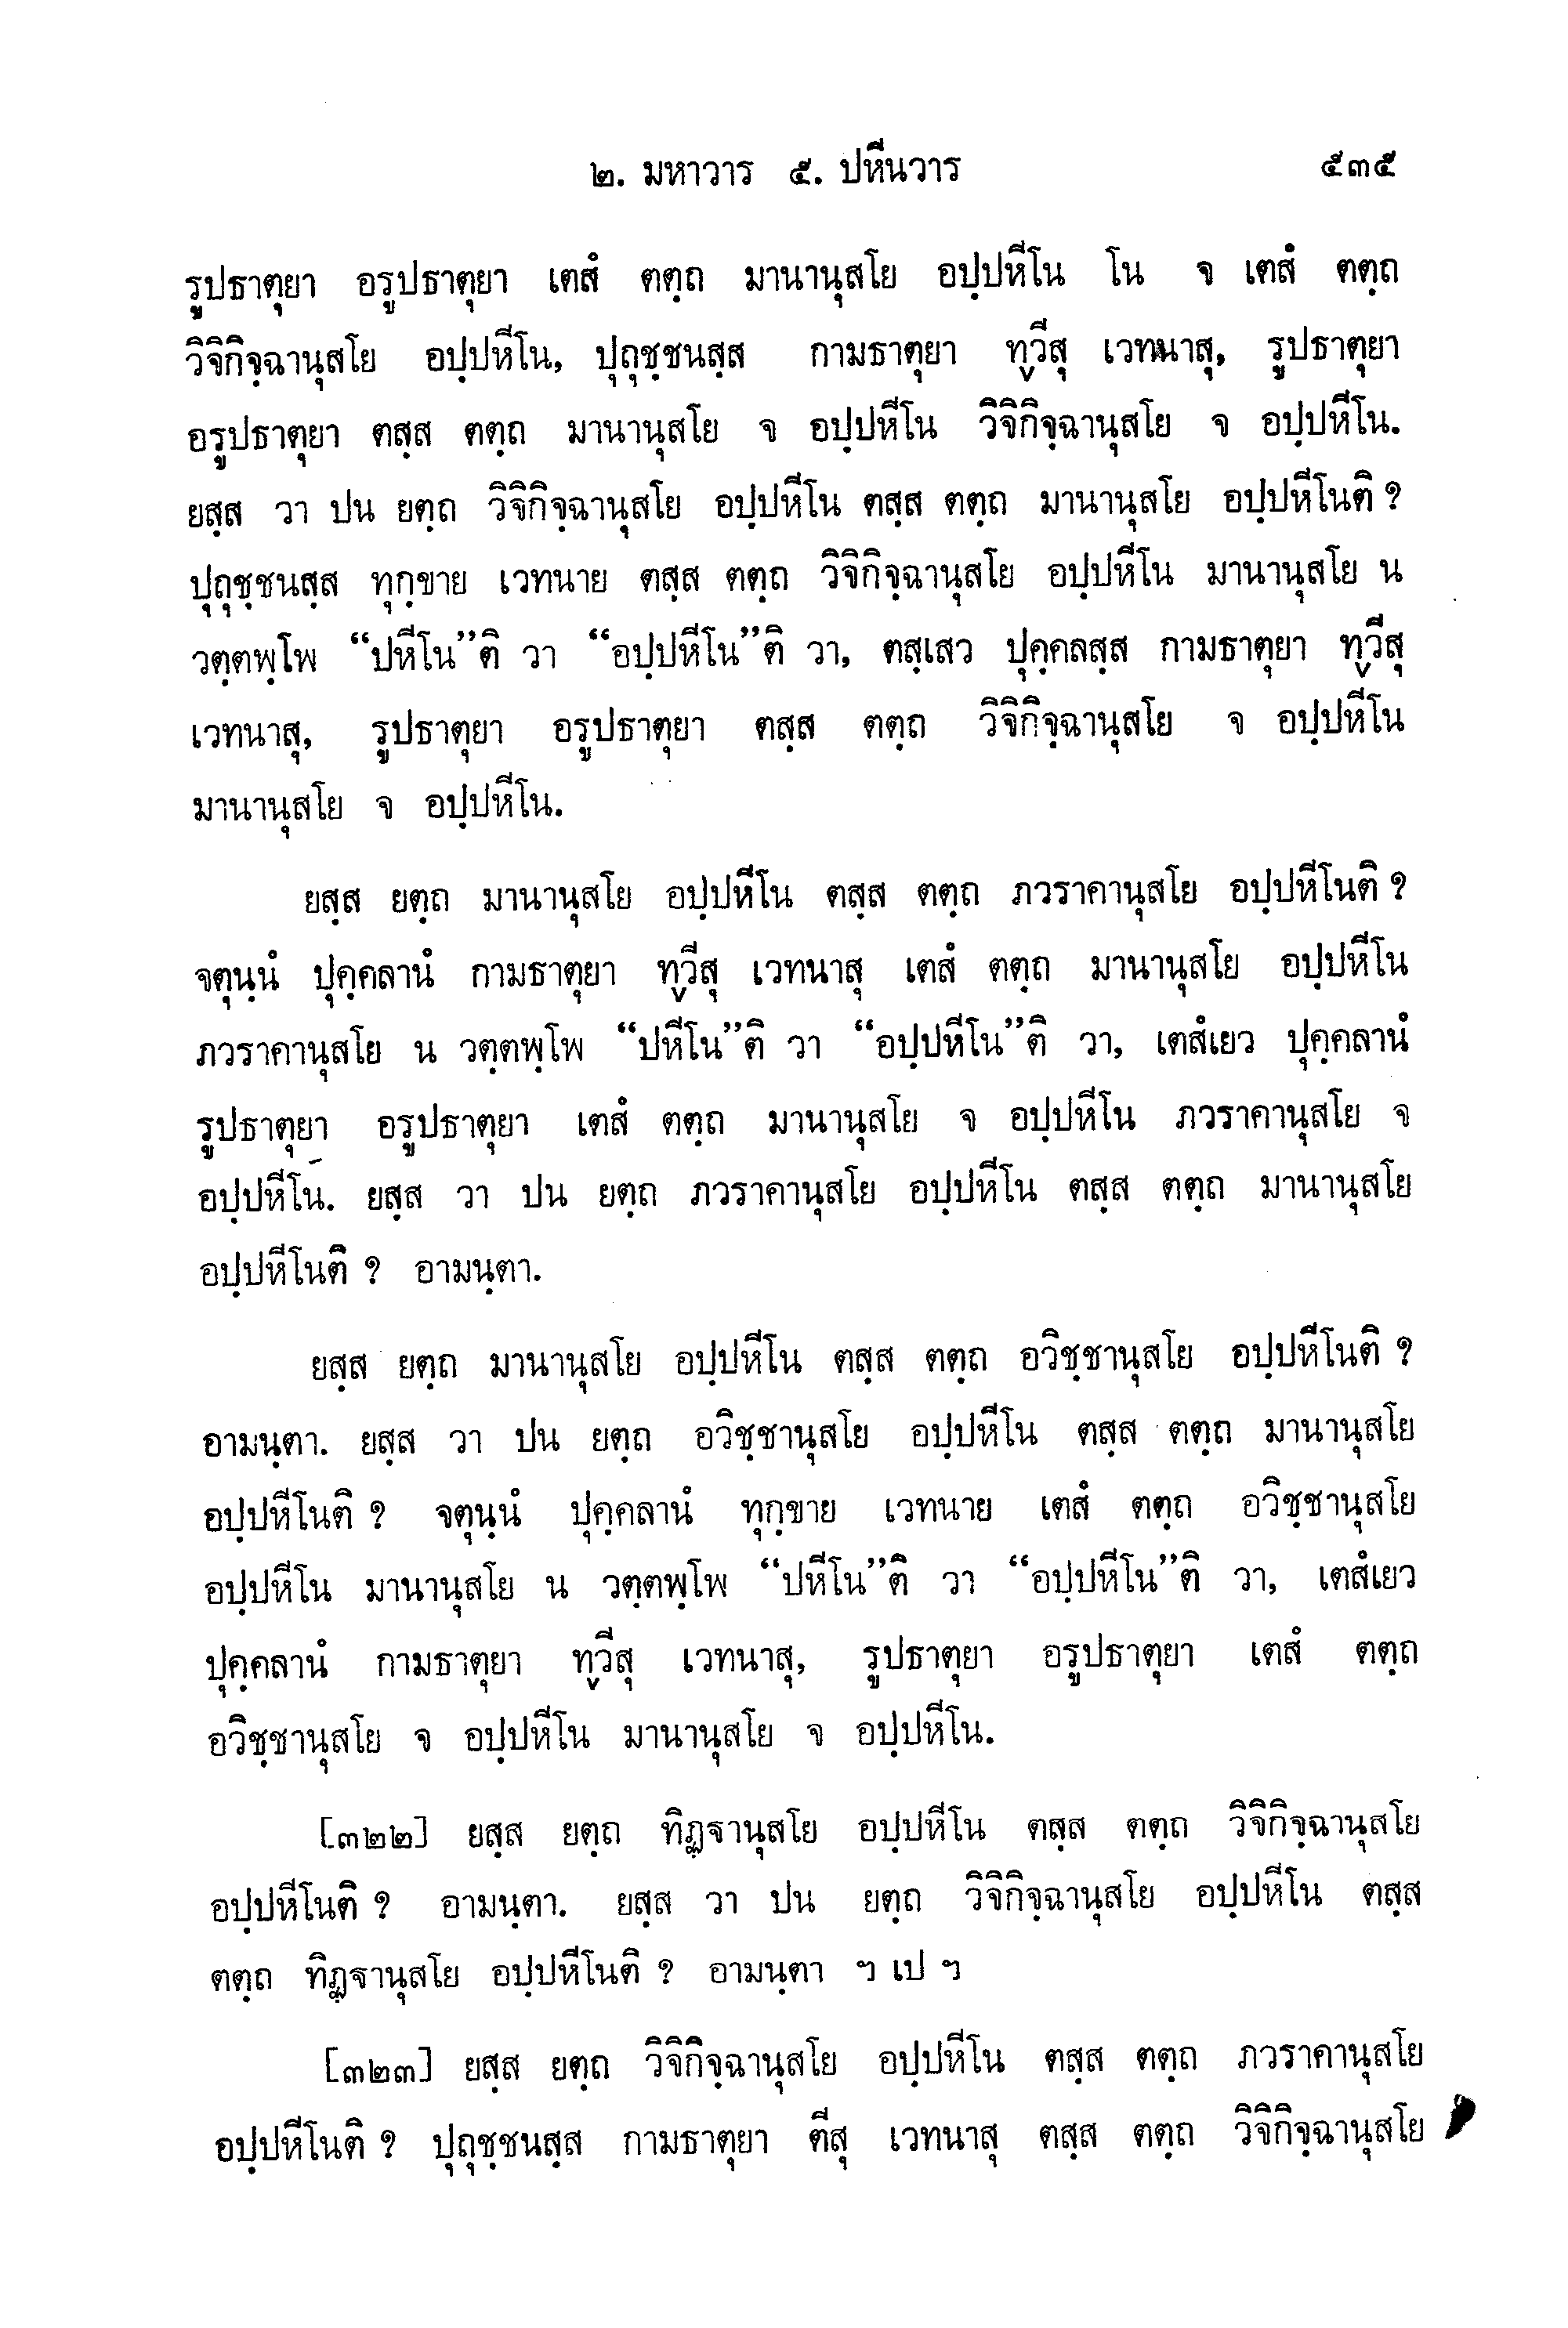 ๒. มหาวาร ๕. ปหีนวาร ๕๓๕
รูปธาตุยา อรูปธาตุยา เตสํ ตตฺถ มานานุสโย อปฺปหีโน โน จ เตสํ ตตฺถ
วิจิกิจฺฉานุสโย อปฺปหีโน, ปุถุชฺชนสฺส กามธาตุยา ทฺวีสุ เวทนาสุ, รูปธาตุยา
อรูปธาตุยา ตสฺส ตตฺถ มานานุสโย จ อปฺปหีโน วิจิกิจฺฉานุสโย จ อปฺปหีโน.
ยสฺส วา ปน ยตฺถ วิจิกิจฺฉานุสโย อปฺปหีโน ตสฺส ตตฺถ มานานุสโย อปฺปหีโนติ ?
ปุถุชฺชนสฺส ทุกฺขาย เวทนาย ตสฺส ตตฺถ วิจิกิจฺฉานุสโย อปฺปหีโน มานานุสโย น
วตฺตพฺโพ “ปหีโน”ติ วา “อปฺปหีโน”ติ วา, ตสฺเสว ปุคฺคลสฺส กามธาตุยา ทฺวีสุ
เวทนาสุ, รูปธาตุยา อรูปธาตุยา ตสฺส ตตฺถ วิจิกิจฺฉานุสโย จ อปฺปหีโน
มานานุสโย จ อปฺปหีโน.
ยสฺส ยตฺถ มานานุสโย อปฺปหีโน ตสฺส ตตฺถ ภวราคานุสโย อปฺปหีโนติ ?
จตุนฺนํ ปุคฺคลานํ กามธาตุยา ทฺวีสุ เวทนาสุ เตสํ ตตฺถ มานานุสโย อปฺปหีโน
ภวราคานุสโย น วตฺตพฺโพ “ปหีโน”ติ วา “อปฺปหีโน”ติ วา, เตสํเยว ปุคฺคลานํ
รูปธาตุยา อรูปธาตุยา เตสํ ตตฺถ มานานุสโย จ อปฺปหีโน ภวราคานุสโย จ
อปฺปหีโน. ยสฺส วา ปน ยตฺถ ภวราคานุสโย อปฺปหีโน ตสฺส ตตฺถ มานานุสโย
อปฺปหีโนติ ? อามนฺตา.
ยสฺส ยตฺถ มานานุสโย อปฺปหีโน ตสฺส ตตฺถ อวิชฺชานุสโย อปฺปหีโนติ ?
อามนฺตา. ยสฺส วา ปน ยตฺถ อวิชฺชานุสโย อปฺปหีโน ตสฺส ตตฺถ มานานุสโย
อปฺปหีโนติ ? จตุนฺนํ ปุคฺคลานํ ทุกฺขาย เวทนาย เตสํ ตตฺถ อวิชฺชานุสโย
อปฺปหีโน มานานุสโย น วตฺตพฺโพ “ปหีโน”ติ วา “อปฺปหีโน”ติ วา, เตสํเยว
ปุคฺคลานํ กามธาตุยา ทฺวีสุ เวทนาสุ, รูปธาตุยา อรูปธาตุยา เตสํ ตตฺถ
อวิชฺชานุสโย จ อปฺปหีโน มานานุสโย จ อปฺปหีโน.
[๓๒๒] ยสฺส ยตฺถ ทิฏฺฐานุสโย อปฺปหีโน ตสฺส ตตฺถ วิจิกิจฺฉานุสโย
อปฺปหีโนติ ? อามนฺตา. ยสฺส วา ปน ยตฺถ วิจิกิจฺฉานุสโย อปฺปหีโน ตสฺส
ตตฺถ ทิฏฺฐานุสโย อปฺปหีโนติ ? อามนฺตา ฯ เป ฯ
[๓๒๓] ยสฺส ยตฺถ วิจิกิจฺฉานุสโย อปฺปหีโน ตสฺส ตตฺถ ภวราคานุสโย
อปฺปหีโนติ ? ปุถุชฺชนสฺส กามธาตุยา ตีสุ เวทนาสุ ตสฺส ตตฺถ วิจิกิจฺฉานุสโย